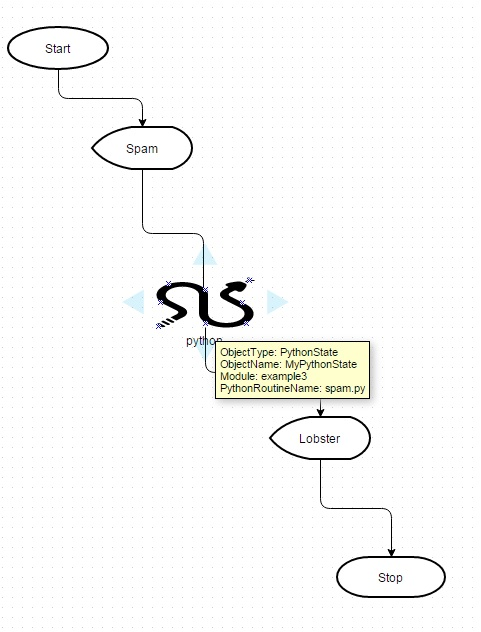 Start
Spam
python
ObjectType: PythonState
ObjectName: MyPythonState
Module: example3
PythonRoutineName: spam.py
Lobster
Stop